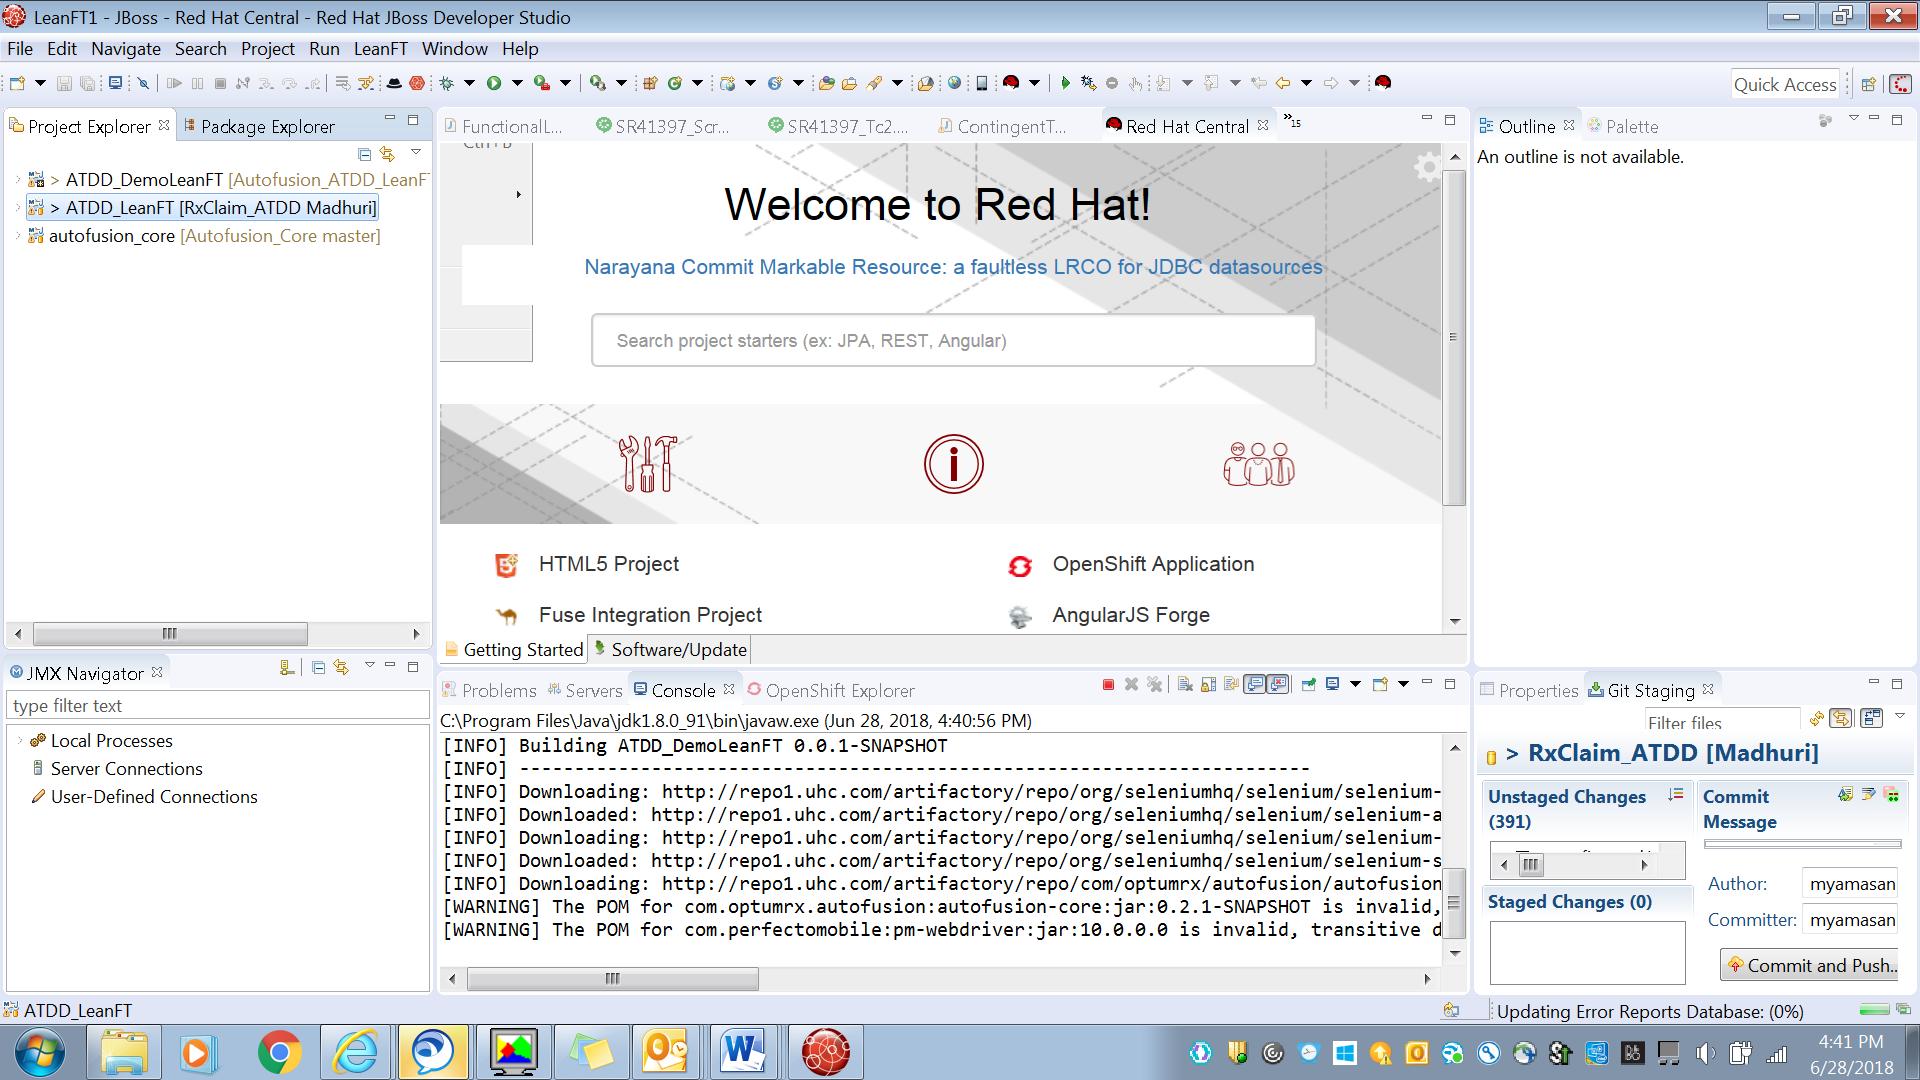 LeanFT1 - JBoss - Red Hat Central - Red Hat JBoss Developer Studio
File Edit Navigate Search Project Run LeanFT Window Help
Quick Access
Project Explorer
Package Explorer
> ATDD_DemoLeanFT [Autofusion_ATDD_LeanF
> ATDD_LeanFT [RxClaim_ATDD Madhuri]
autofusion_core [Autofusion_Core master]
FunctionalL... SR41397_Scr... SR41397_Tc2... ContingentT... Red Hat Central »15
Ctrl+B
Welcome to Red Hat!
Narayana Commit Markable Resource: a faultless LRCO for JDBC datasources
Search project starters (ex: JPA, REST, Angular)
HTML5 Project
OpenShift Application
Fuse Integration Project
AngularJS Forge
Getting Started
Software/Update
Outline
Palette
An outline is not available.
JMX Navigator
type filter text
Local Processes
Server Connections
User-Defined Connections
Problems Servers Console OpenShift Explorer
C:\Program Files\Java\jdk1.8.0_91\bin\javaw.exe (Jun 28, 2018, 4:40:56 PM)
[INFO] Building ATDD_DemoLeanFT 0.0.1-SNAPSHOT
[INFO] ------------------------------------------------------------------------
[INFO] Downloading: http://repo1.uhc.com/artifactory/repo/org/seleniumhq/selenium/selenium-
[INFO] Downloaded: http://repo1.uhc.com/artifactory/repo/org/seleniumhq/selenium/selenium-a
[INFO] Downloading: http://repo1.uhc.com/artifactory/repo/org/seleniumhq/selenium/selenium-
[INFO] Downloaded: http://repo1.uhc.com/artifactory/repo/org/seleniumhq/selenium/selenium-s
[INFO] Downloading: http://repo1.uhc.com/artifactory/repo/com/optumrx/autofusion/autofusion
[WARNING] The POM for com.optumrx.autofusion:autofusion-core:jar:0.2.1-SNAPSHOT is invalid,
[WARNING] The POM for com.perfectomobile:pm-webdriver:jar:10.0.0.0 is invalid, transitive d
Properties
Git Staging
Filter files
> RxClaim_ATDD [Madhuri]
Unstaged Changes (391)
Commit Message
Staged Changes (0)
Author: myamasan
Committer: myamasan
Commit and Push...
ATDD_LeanFT
Updating Error Reports Database: (0%)
4:41 PM
6/28/2018